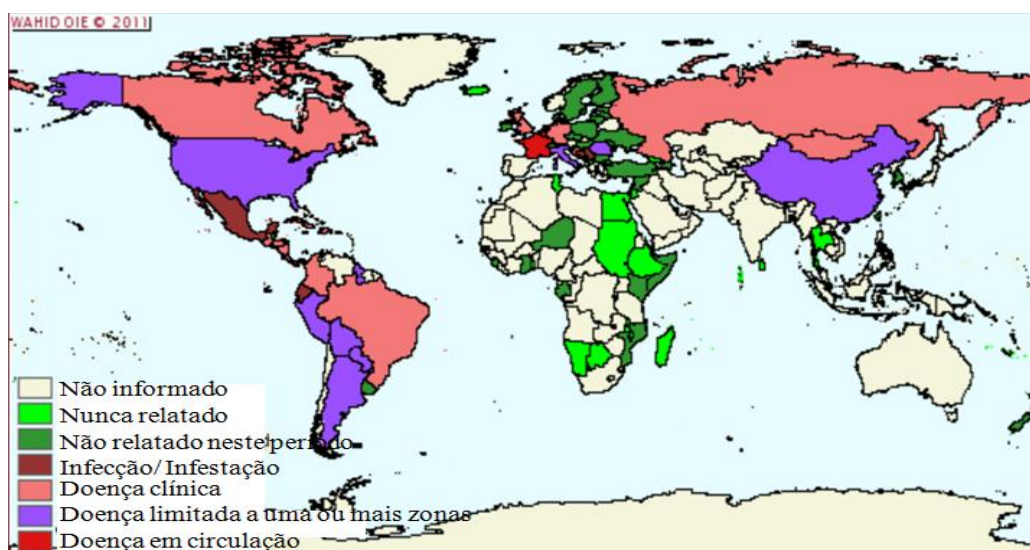 WAHID OIE © 2011
Não informado
Nunca relatado
Não relatado neste período
Infecção/Infestação
Doença clínica
Doença limitada a uma ou mais zonas
Doença em circulação